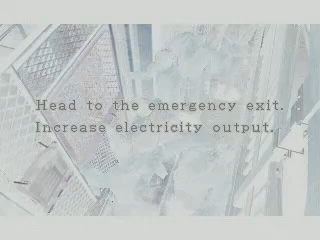 Head to the emergency exit.
Increase electricity output.